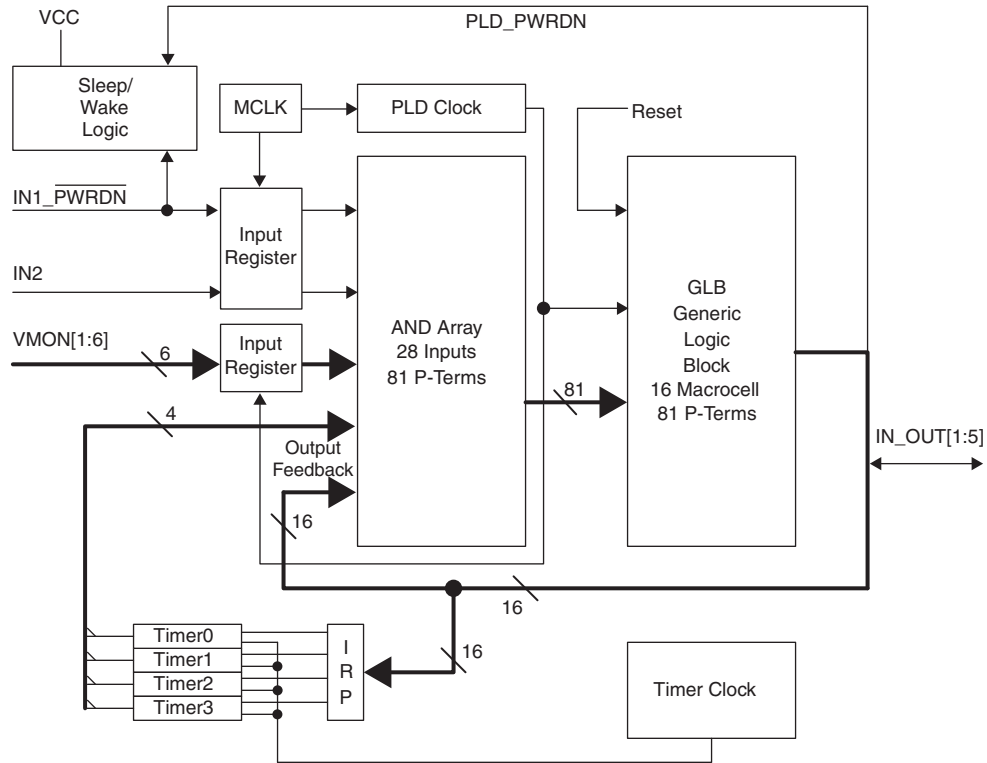 VCC
PLD_PWRDN
Sleep/
Wake
Logic
MCLK
PLD Clock
Reset
IN1_PWRDN
Input
Register
IN2
VMON[1:6]
6
Input
Register
AND Array
28 Inputs
81 P-Terms
81
GLB
Generic
Logic
Block
16 Macrocell
81 P-Terms
4
Output
Feedback
IN_OUT[1:5]
16
16
16
Timer0
Timer1
Timer2
Timer3
I
R
P
Timer Clock